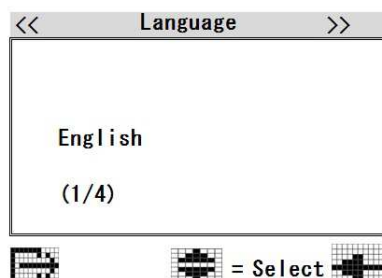 << Language >>
English
(1/4)
= Select